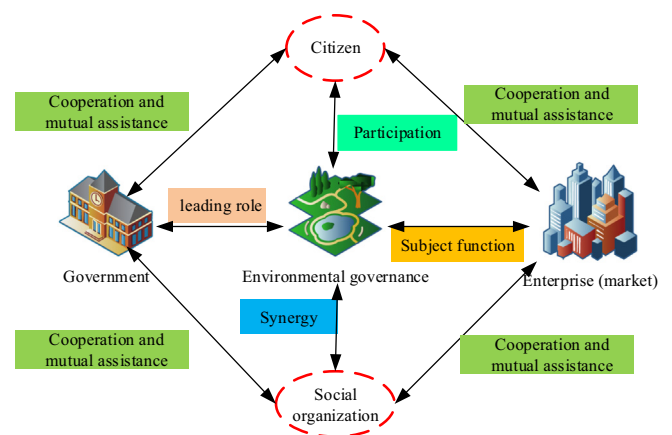 Citizen
Cooperation and
mutual assistance
Cooperation and
mutual assistance
Participation
leading role
Subject function
Government
Environmental governance
Enterprise (market)
Synergy
Cooperation and
mutual assistance
Cooperation and
mutual assistance
Social
organization